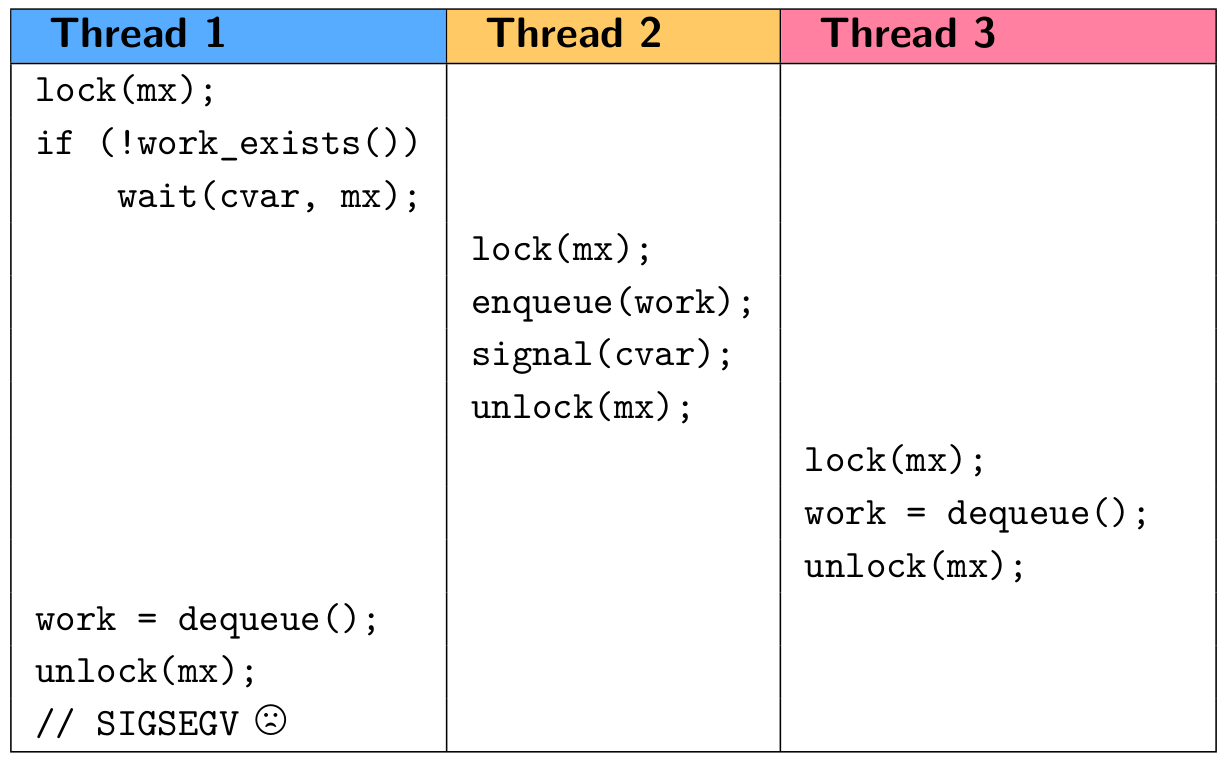 Thread 1 Thread 2 Thread 3
lock(mx);
if (!work_exists())
    wait(cvar, mx);
lock(mx);
enqueue(work);
signal(cvar);
unlock(mx);
lock(mx);
work = dequeue();
unlock(mx);
work = dequeue();
unlock(mx);
// SIGSEGV ☹